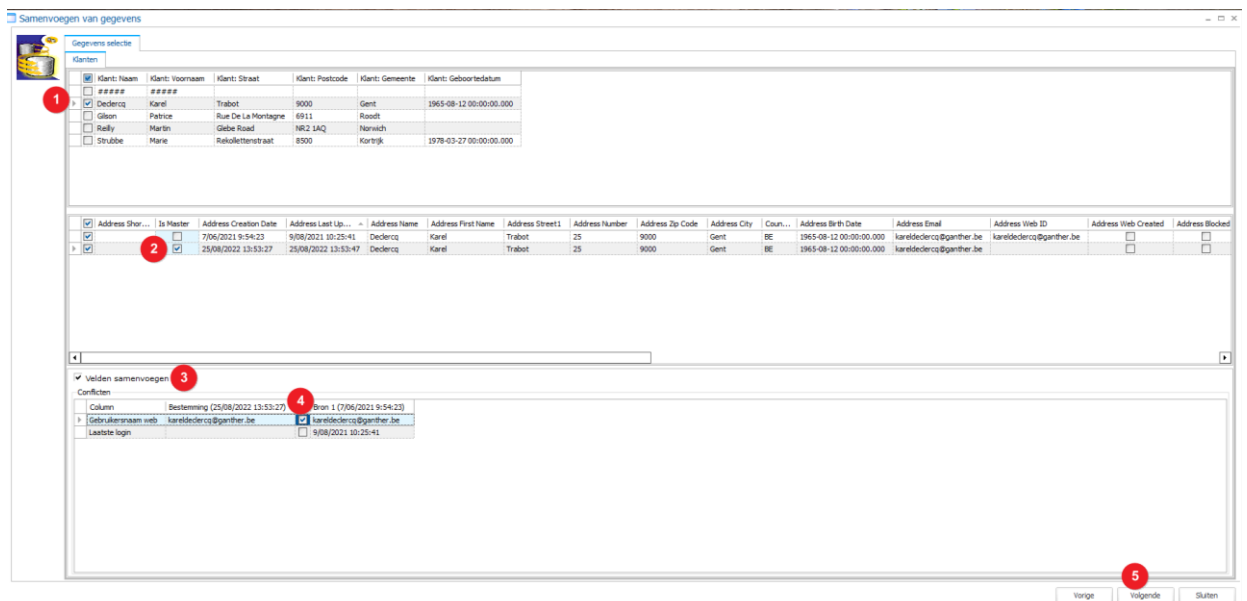 Samenvoegen van gegevens
Gegevens selectie
Klanten
Klant: Naam Klant: Voornaam Klant: Straat Klant: Postcode Klant: Gemeente Klant: Geboortedatum
##### #####
1 Declercq Karel Trabot 9000 Gent 1965-08-12 00:00:00.000
Gilson Patrice Rue De La Montagne 6911 Roodt
Reilly Martin Glebe Road NR2 1AQ Norwich
Strubbe Marie Rekollettenstraat 8500 Kortrijk 1978-03-27 00:00:00.000
Address Shor... Is Master Address Creation Date Address Last Up... Address Name Address First Name Address Street1 Address Number Address Zip Code Address City Coun... Address Birth Date Address Email Address Web ID Address Web Created Address Blocked
7/06/2021 9:54:23 9/08/2021 10:25:41 Declercq Karel Trabot 25 9000 Gent BE 1965-08-12 00:00:00.000 kareldeclercq@ganther.be kareldeclercq@ganther.be
2 25/08/2022 13:53:27 25/08/2022 13:53:47 Declercq Karel Trabot 25 9000 Gent BE 1965-08-12 00:00:00.000 kareldeclercq@ganther.be
Velden samenvoegen 3
Conflicten
Column Bestemming (25/08/2022 13:53:27) 4 Bron 1 (7/06/2021 9:54:23)
Gebruikersnaam web kareldeclercq@ganther.be kareldeclercq@ganther.be
Laatste login 9/08/2021 10:25:41
5
Vorige Volgende Sluiten